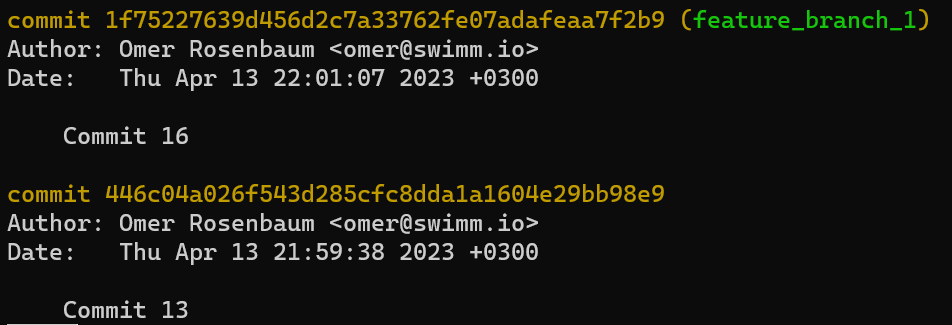 commit 1f75227639d456d2c7a33762fe07adafeaa7f2b9 (feature_branch_1)
Author: Omer Rosenbaum <omer@swimm.io>
Date:   Thu Apr 13 22:01:07 2023 +0300
    Commit 16
commit 446c04a026f543d285cfc8dda1a1604e29bb98e9
Author: Omer Rosenbaum <omer@swimm.io>
Date:   Thu Apr 13 21:59:38 2023 +0300
    Commit 13